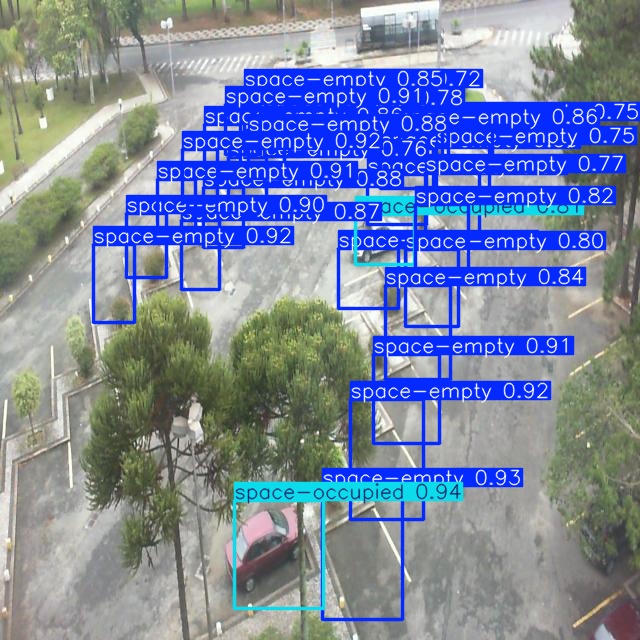 space-empty 0.85
0.72
space-empty 0.91
0.78
space-empty 0.86
0.75
space-empty 0.88
space-empty 0.75
space-empty 0.92
0.76
space-empty 0.77
space-empty 0.91
0.88
space-empty 0.82
space-empty 0.90
space-empty 0.87
space-occupied 0.81
space-empty 0.92
space-empty 0.80
space-empty 0.84
space-empty 0.91
space-empty 0.92
space-empty 0.93
space-occupied 0.94